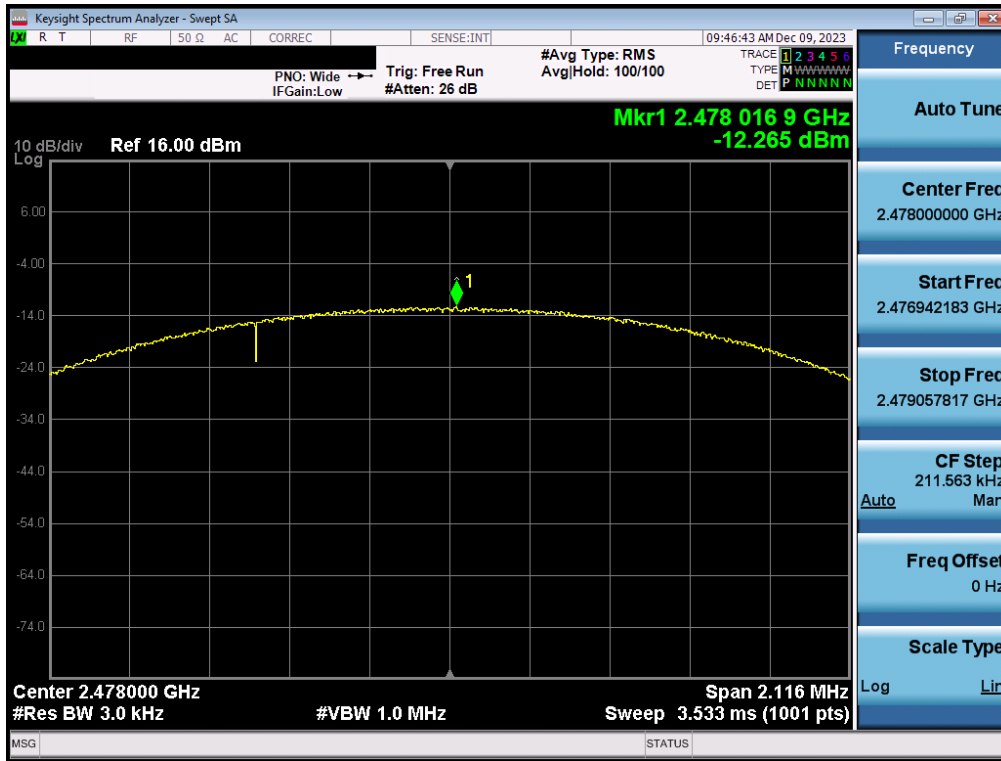 Keysight Spectrum Analyzer - Swept SA
LXI R T RF 50 Ω AC CORREC SENSE:INT 09:46:43 AM Dec 09, 2023
PNO: Wide Trig: Free Run #Avg Type: RMS TRACE 1 2 3 4 5 6
IFGain:Low #Atten: 26 dB Avg|Hold: 100/100 TYPE M WWWWW
DET P N N N N N
Mkr1 2.478 016 9 GHz
-12.265 dBm
10 dB/div Ref 16.00 dBm
Log
6.00
-4.00
1
-14.0
-24.0
-34.0
-44.0
-54.0
-64.0
-74.0
Center 2.478000 GHz Span 2.116 MHz
#Res BW 3.0 kHz #VBW 1.0 MHz Sweep 3.533 ms (1001 pts)
MSG STATUS
Frequency
Auto Tune
Center Freq
2.478000000 GHz
Start Freq
2.476942183 GHz
Stop Freq
2.479057817 GHz
CF Step
211.563 kHz
Auto Man
Freq Offset
0 Hz
Scale Type
Log Lin